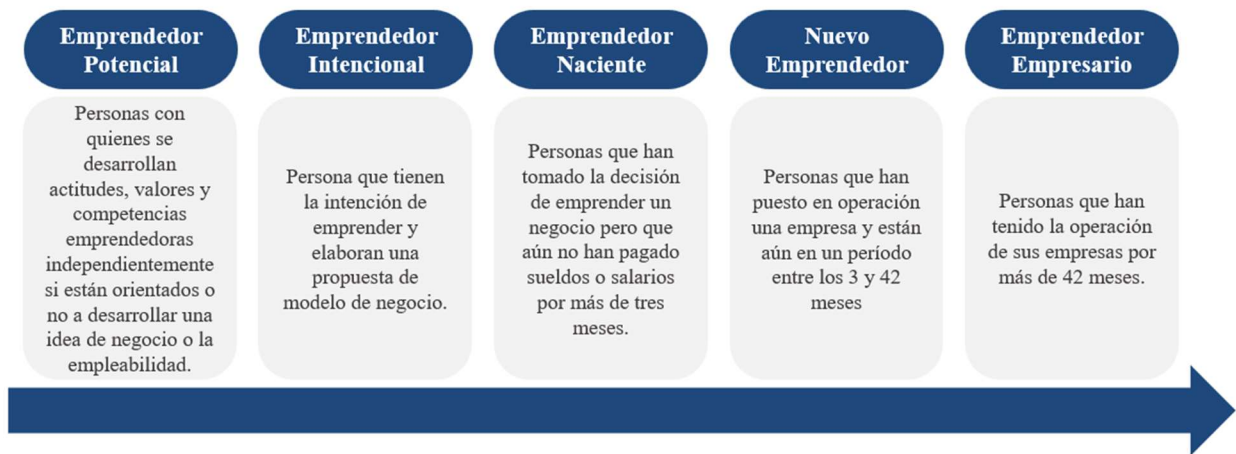 Emprendedor
Potencial
Personas con
quienes se
desarrollan
actitudes, valores y
competencias
emprendedoras
independientemente
si están orientados o
no a desarrollar una
idea de negocio o la
empleabilidad.
Emprendedor
Intencional
Persona que tienen
la intención de
emprender y
elaboran una
propuesta de
modelo de negocio.
Emprendedor
Naciente
Personas que han
tomado la decisión
de emprender un
negocio pero que
aún no han pagado
sueldos o salarios
por más de tres
meses.
Nuevo
Emprendedor
Personas que han
puesto en operación
una empresa y están
aún en un período
entre los 3 y 42
meses
Emprendedor
Empresario
Personas que han
tenido la operación
de sus empresas por
más de 42 meses.